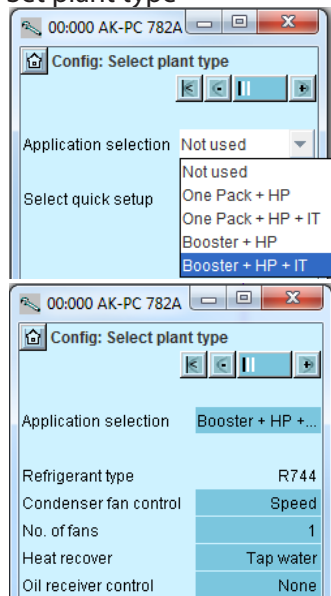 Set plant type
00:000 AK-PC 782A
Config: Select plant type
Application selection Not used
Not used
Select quick setup
One Pack + HP
One Pack + HP + IT
Booster + HP
Booster + HP + IT
00:000 AK-PC 782A
Config: Select plant type
Application selection Booster + HP +...
Refrigerant type R744
Condenser fan control Speed
No. of fans 1
Heat recover Tap water
Oil receiver control None